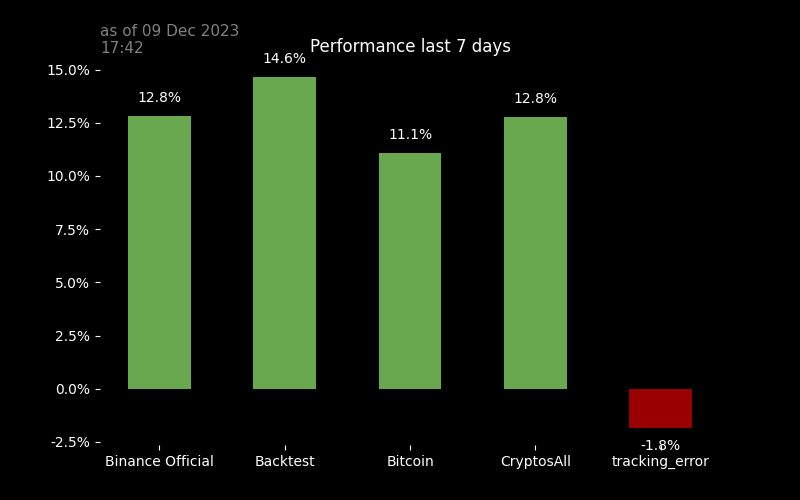 as of 09 Dec 2023
17:42
Performance last 7 days
15.0%
12.5%
10.0%
7.5%
5.0%
2.5%
0.0%
-2.5%
12.8%
14.6%
11.1%
12.8%
-1.8%
Binance Official
Backtest
Bitcoin
CryptosAll
tracking_error